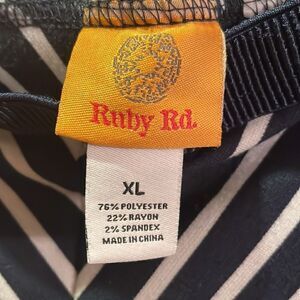 Ruby Rd.
XL
76% POLYESTER
22% RAYON
2% SPANDEX
MADE IN CHINA